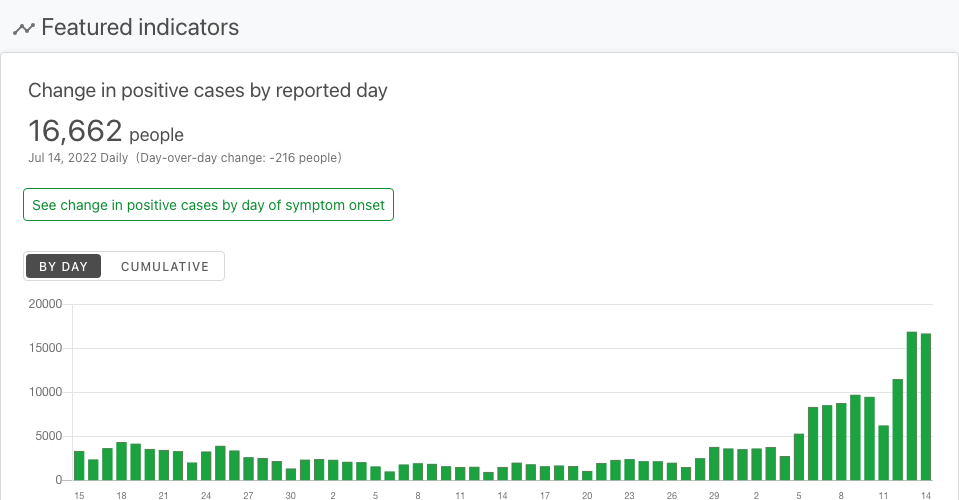 Featured indicators
Change in positive cases by reported day
16,662 people
Jul 14, 2022 Daily (Day-over-day change: -216 people)
See change in positive cases by day of symptom onset
BY DAY CUMULATIVE
20000
15000
10000
5000
0
15 18 21 24 27 30 2 5 8 11 14 17 20 23 26 29 2 5 8 11 14